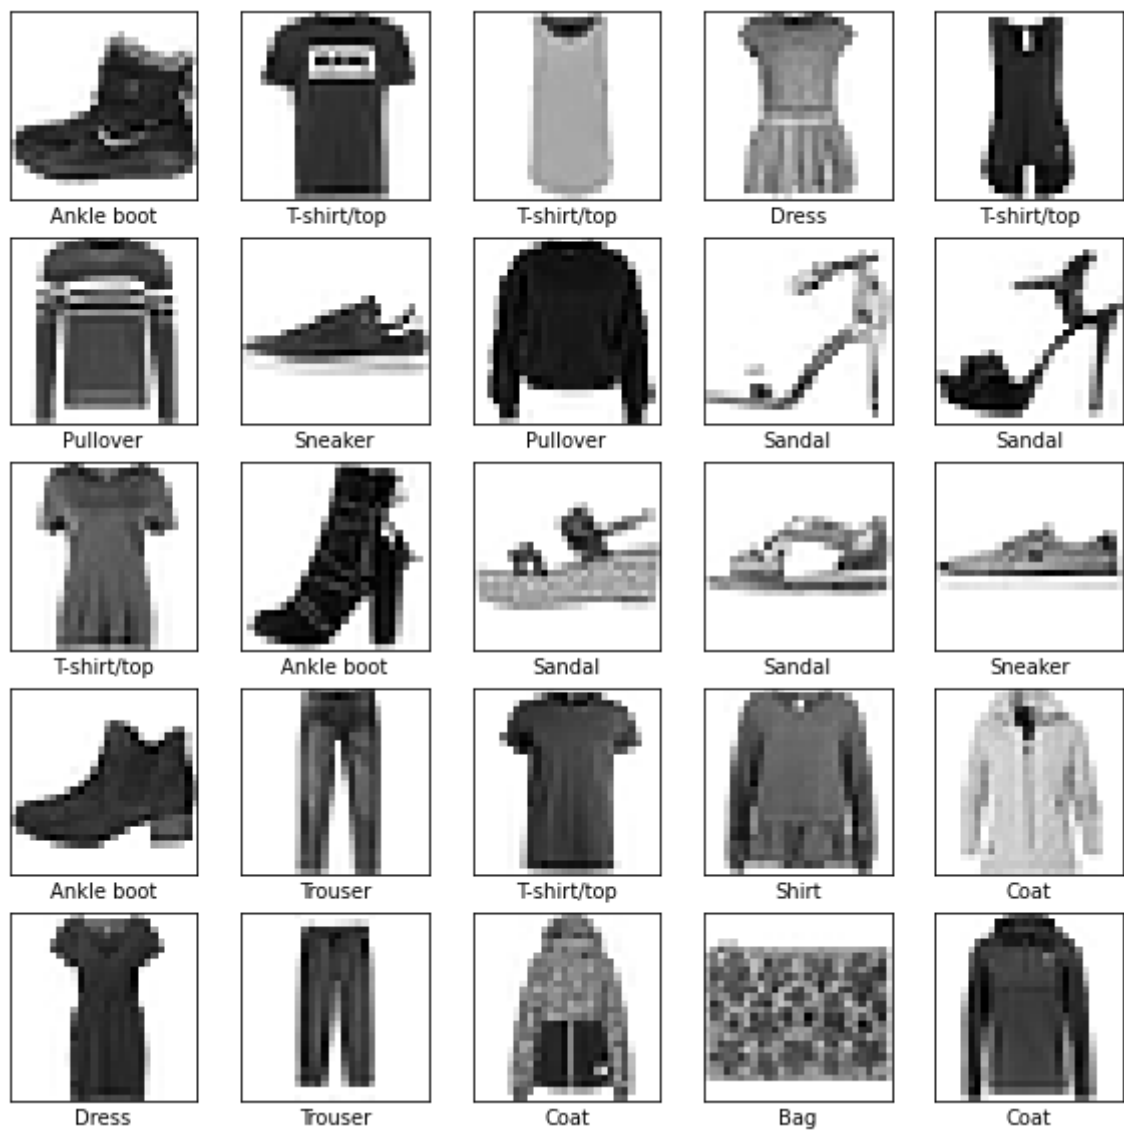 Ankle boot
T-shirt/top
T-shirt/top
Dress
T-shirt/top
Pullover
Sneaker
Pullover
Sandal
Sandal
T-shirt/top
Ankle boot
Sandal
Sandal
Sneaker
Ankle boot
Trouser
T-shirt/top
Shirt
Coat
Dress
Trouser
Coat
Bag
Coat